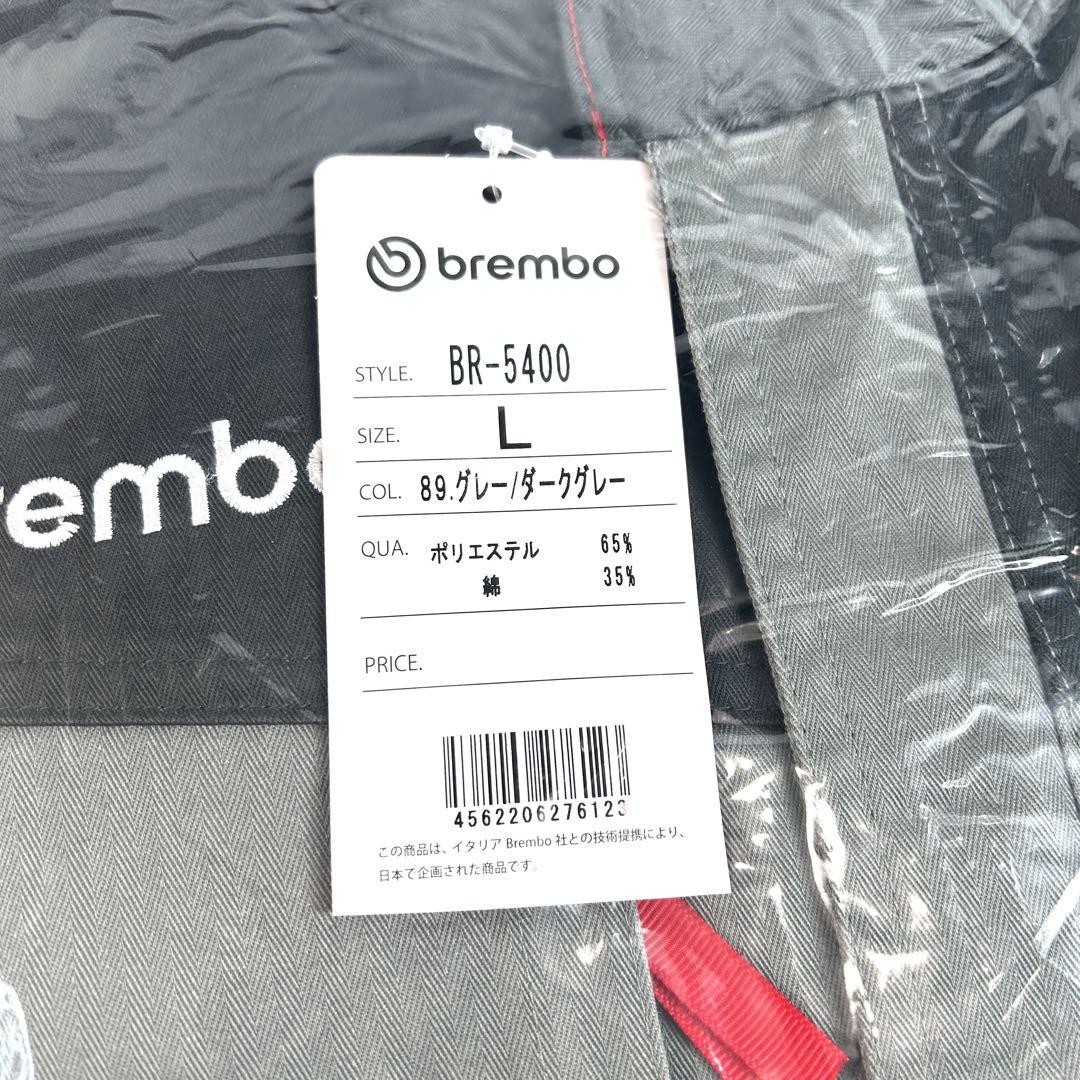 brembo
STYLE. BR-5400
SIZE. L
COL. 89.グレー/ダークグレー
QUA. ポリエステル 65%
綿 35%
PRICE.
4562206276123
この商品は、イタリア Brembo 社との技術提携により、
日本で企画された商品です。
rembo